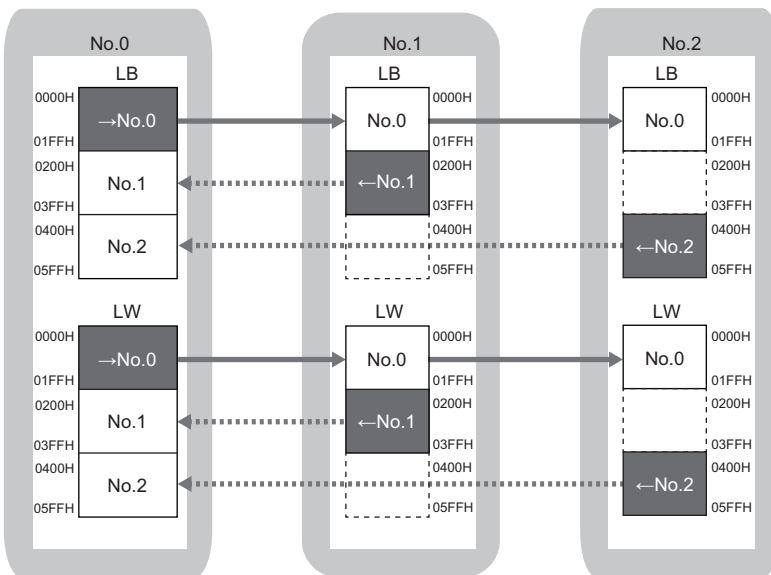 No.0
LB
0000H
→No.0
01FFH
0200H
No.1
03FFH
0400H
No.2
05FFH
LW
0000H
→No.0
01FFH
0200H
No.1
03FFH
0400H
No.2
05FFH
No.1
LB
0000H
No.0
01FFH
0200H
←No.1
03FFH
0400H
05FFH
LW
0000H
No.0
01FFH
0200H
←No.1
03FFH
0400H
05FFH
No.2
LB
0000H
No.0
01FFH
0200H
03FFH
0400H
←No.2
05FFH
LW
0000H
No.0
01FFH
0200H
03FFH
0400H
←No.2
05FFH